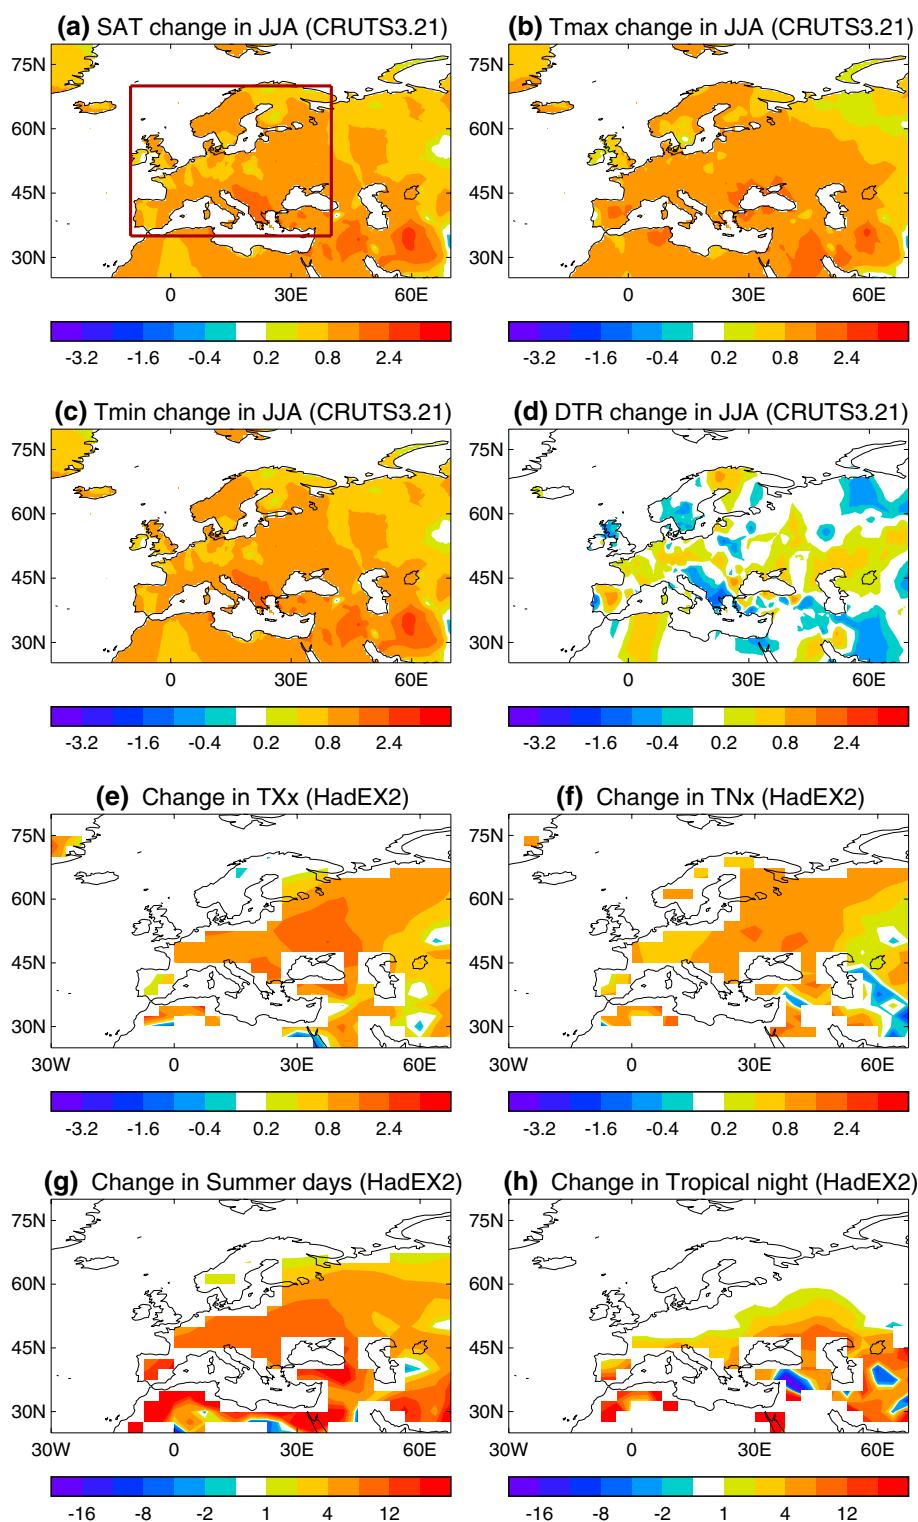 (a) SAT change in JJA (CRUTS3.21)
75N
60N
45N
30N
0
30E
60E
-3.2
-1.6
-0.4
0.2
0.8
2.4
(b) Tmax change in JJA (CRUTS3.21)
75N
60N
45N
30N
0
30E
60E
-3.2
-1.6
-0.4
0.2
0.8
2.4
(c) Tmin change in JJA (CRUTS3.21)
75N
60N
45N
30N
0
30E
60E
-3.2
-1.6
-0.4
0.2
0.8
2.4
(d) DTR change in JJA (CRUTS3.21)
75N
60N
45N
30N
0
30E
60E
-3.2
-1.6
-0.4
0.2
0.8
2.4
(e) Change in TXx (HadEX2)
75N
60N
45N
30N
30W
0
30E
60E
-3.2
-1.6
-0.4
0.2
0.8
2.4
(f) Change in TNx (HadEX2)
75N
60N
45N
30N
30W
0
30E
60E
-3.2
-1.6
-0.4
0.2
0.8
2.4
(g) Change in Summer days (HadEX2)
75N
60N
45N
30N
30W
0
30E
60E
-16
-8
-2
1
4
12
(h) Change in Tropical night (HadEX2)
75N
60N
45N
30N
30W
0
30E
60E
-16
-8
-2
1
4
12